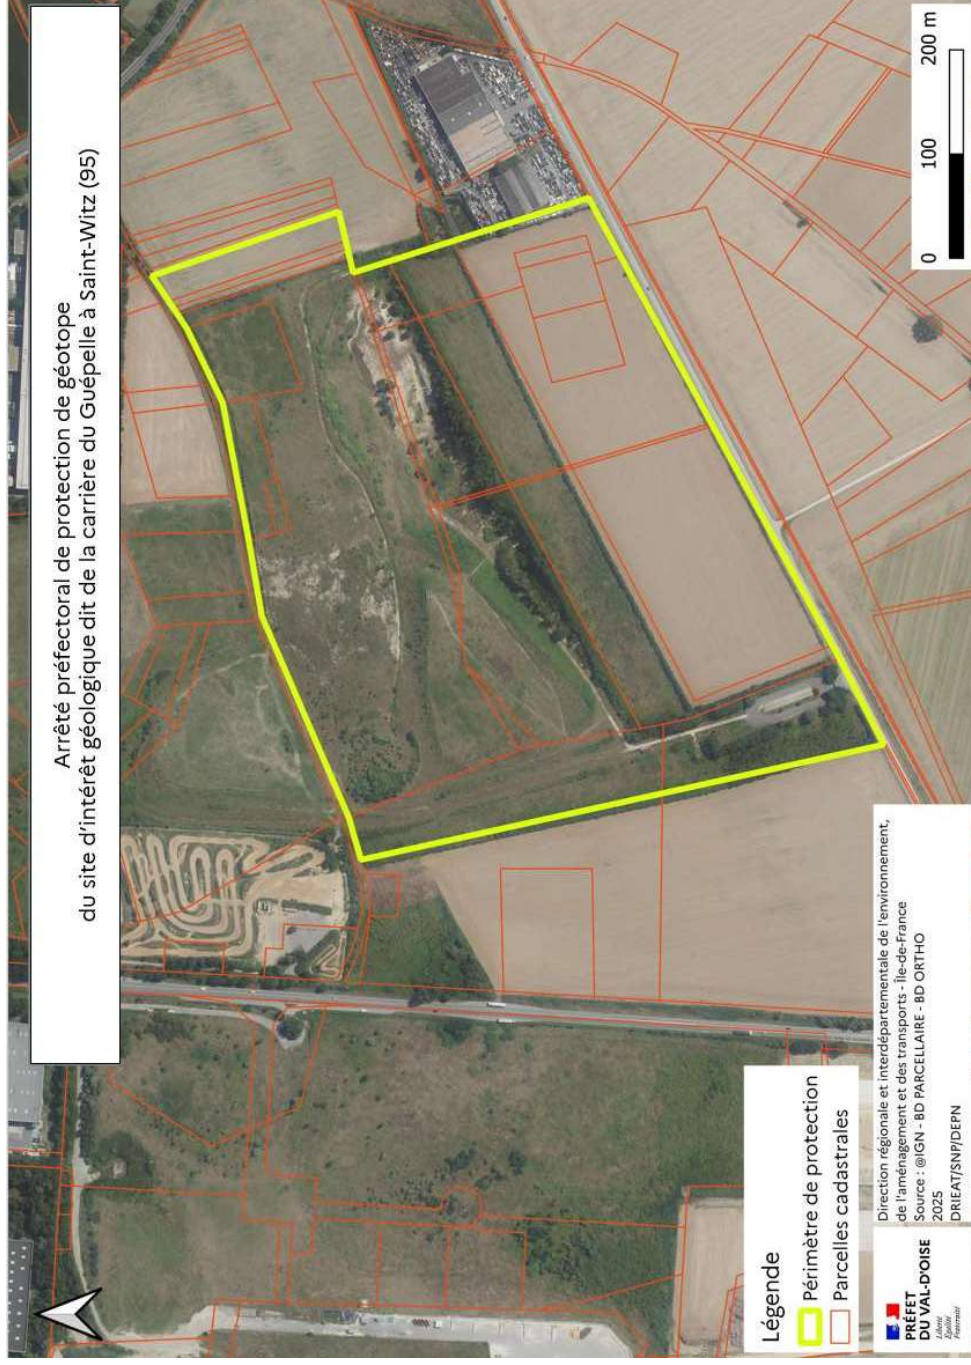 Arrêté préfectoral de protection de géotope
du site d'intérêt géologique dit de la carrière du Guépelle à Saint-Witz (95)
Légende
Périmètre de protection
Parcelles cadastrales
PRÉFET
DU VAL-D'OISE
Liberté
Égalité
Fraternité
Direction régionale et interdépartementale de l'environnement,
de l'aménagement et des transports - Île-de-France
Source : @IGN - BD PARCELLAIRE - BD ORTHO
2025
DRIEAT/SNP/DEPN
0 100 200 m